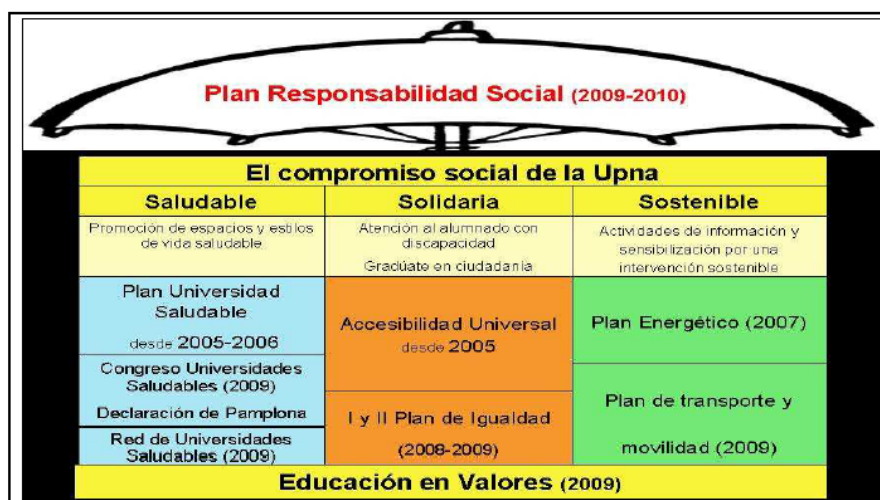 Plan Responsabilidad Social (2009-2010)
El compromiso social de la Upna
Saludable
Promoción de espacios y estilos
de vida saludable
Plan Universidad
Saludable
desde 2005-2006
Congreso Universidades
Saludables (2009)
Declaración de Pamplona
Red de Universidades
Saludables (2009)
Solidaria
Atención al alumnado con
discapacidad
Gradúate en ciudadanía
Accesibilidad Universal
desde 2005
I y II Plan de Igualdad
(2008-2009)
Sostenible
Actividades de información y
sensibilización por una
intervención sostenible
Plan Energético (2007)
Plan de transporte y
movilidad (2009)
Educación en Valores (2009)